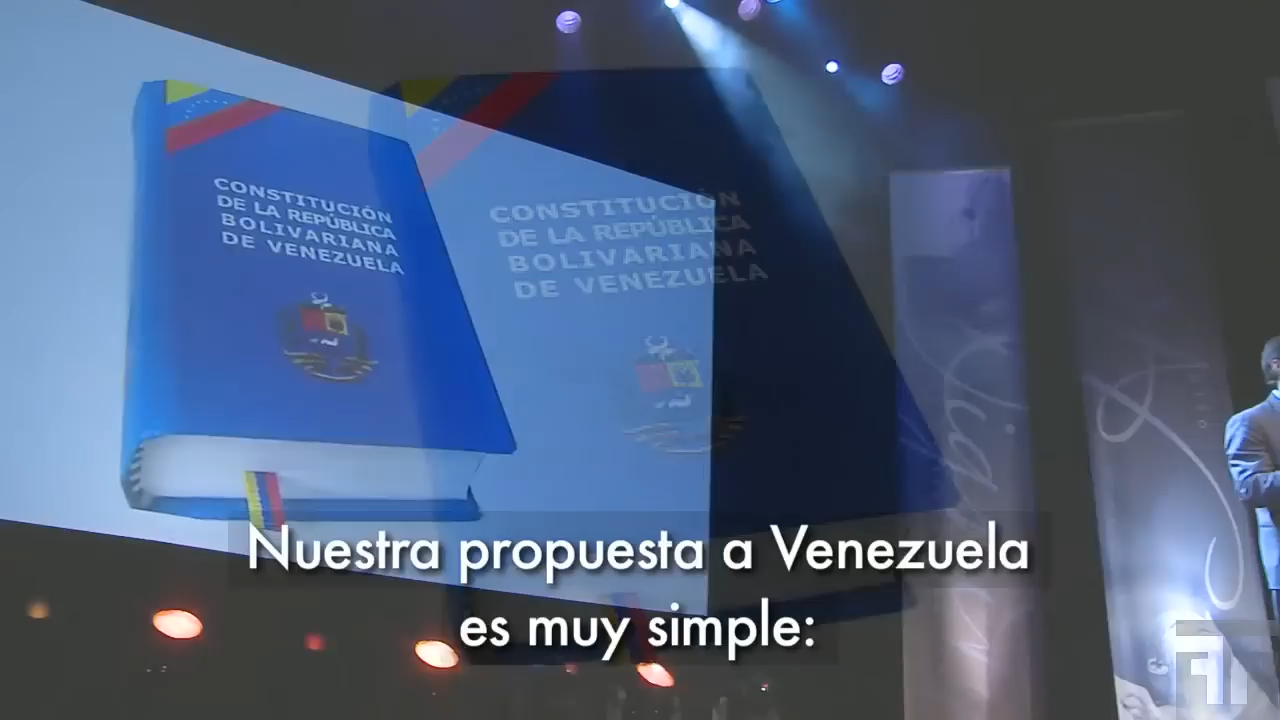 CONSTITUCIÓN
DE LA REPÚBLICA
BOLIVARIANA
DE VENEZUELA
CONSTITUCIÓN
DE LA REPÚBLICA
BOLIVARIANA
DE VENEZUELA
Nuestra propuesta a Venezuela
es muy simple: